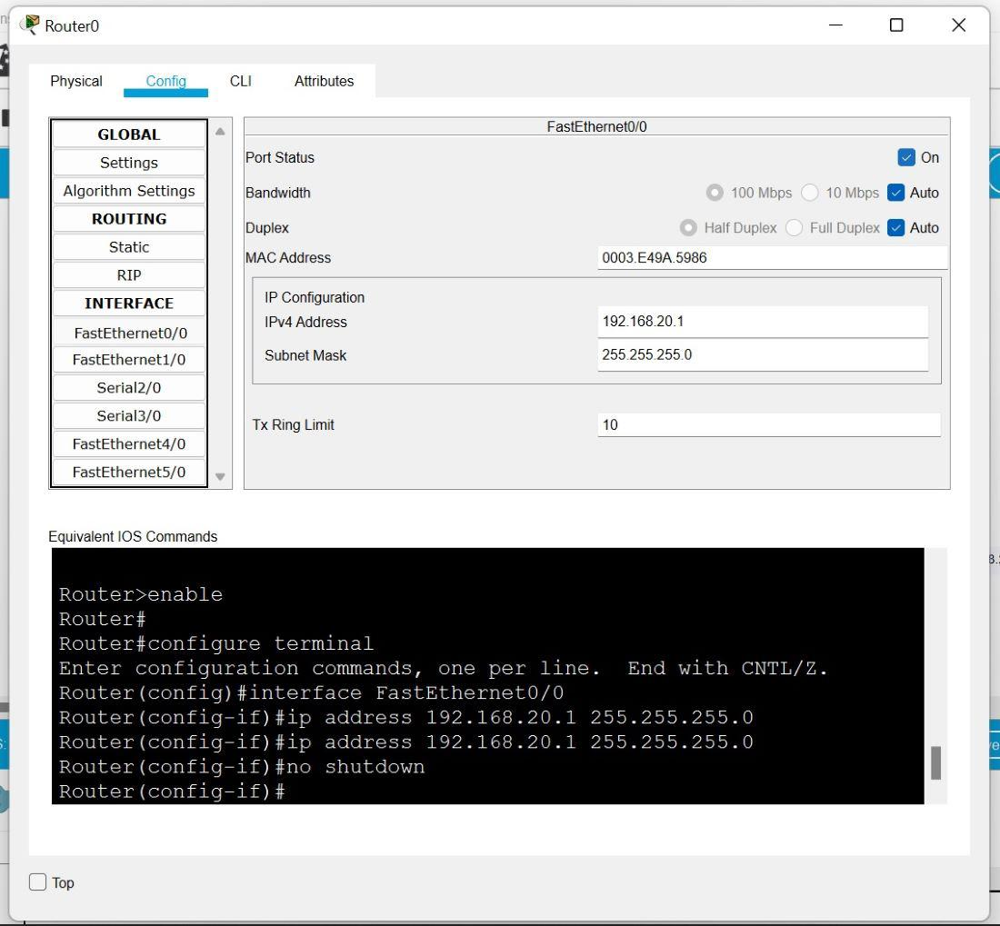 Router0
Physical Config CLI Attributes
GLOBAL
Settings
Algorithm Settings
ROUTING
Static
RIP
INTERFACE
FastEthernet0/0
FastEthernet1/0
Serial2/0
Serial3/0
FastEthernet4/0
FastEthernet5/0
FastEthernet0/0
Port Status On
Bandwidth 100 Mbps 10 Mbps Auto
Duplex Half Duplex Full Duplex Auto
MAC Address 0003.E49A.5986
IP Configuration
IPv4 Address 192.168.20.1
Subnet Mask 255.255.255.0
Tx Ring Limit 10
Equivalent IOS Commands
Router>enable
Router#
Router#configure terminal
Enter configuration commands, one per line.  End with CNTL/Z.
Router(config)#interface FastEthernet0/0
Router(config-if)#ip address 192.168.20.1 255.255.255.0
Router(config-if)#ip address 192.168.20.1 255.255.255.0
Router(config-if)#no shutdown
Router(config-if)#
Top